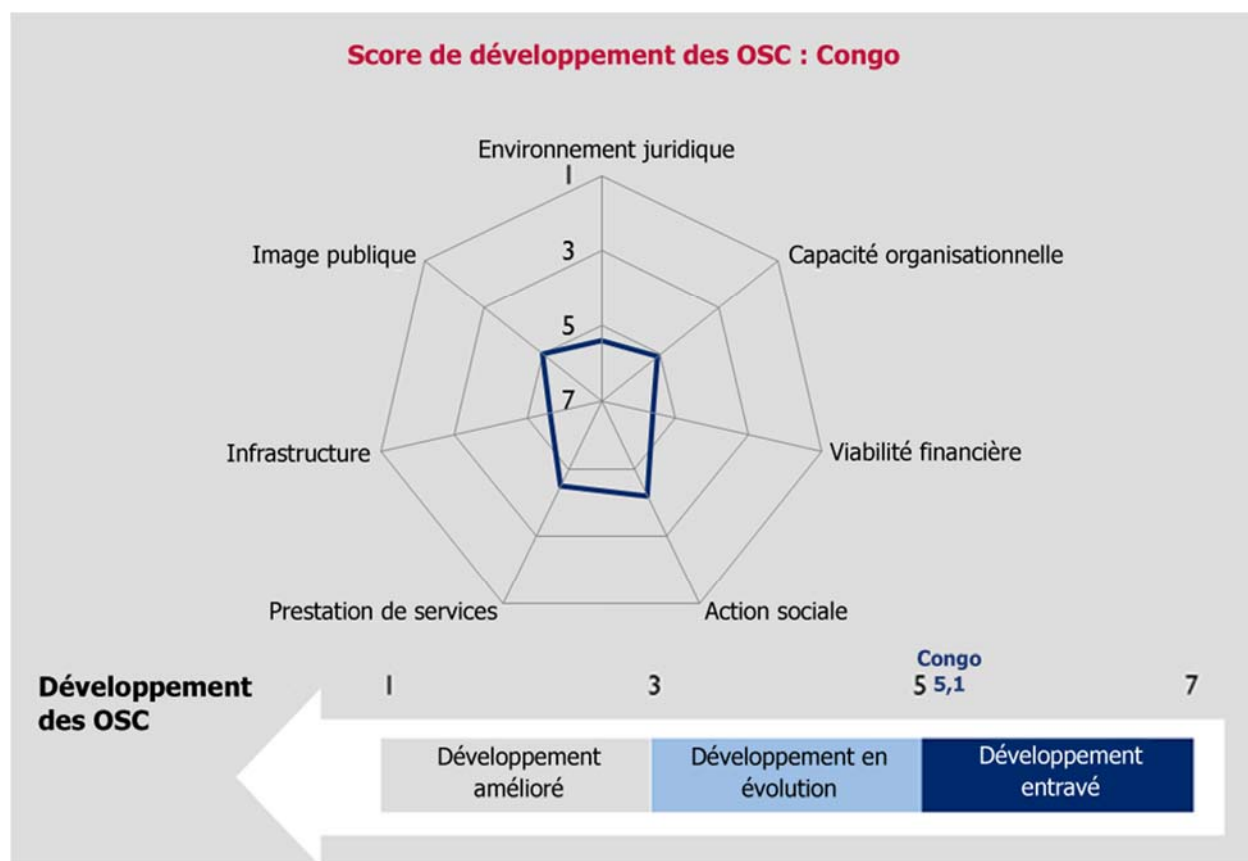 Score de développement des OSC : Congo
Environnement juridique
1
Image publique
3
Capacité organisationnelle
5
7
Infrastructure
Viabilité financière
Prestation de services
Action sociale
Congo
Développement
des OSC
1 3 5 5,1 7
Développement
amélioré
Développement en
évolution
Développement
entravé